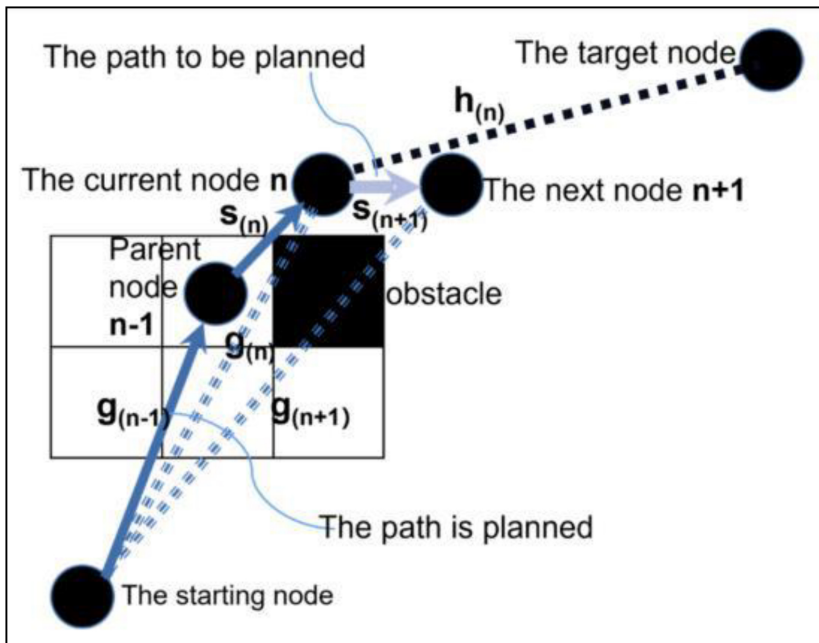 The path to be planned
The target node
h(n)
The current node n
The next node n+1
s(n)
s(n+1)
Parent
node
n-1
obstacle
g(n)
g(n-1)
g(n+1)
The path is planned
The starting node